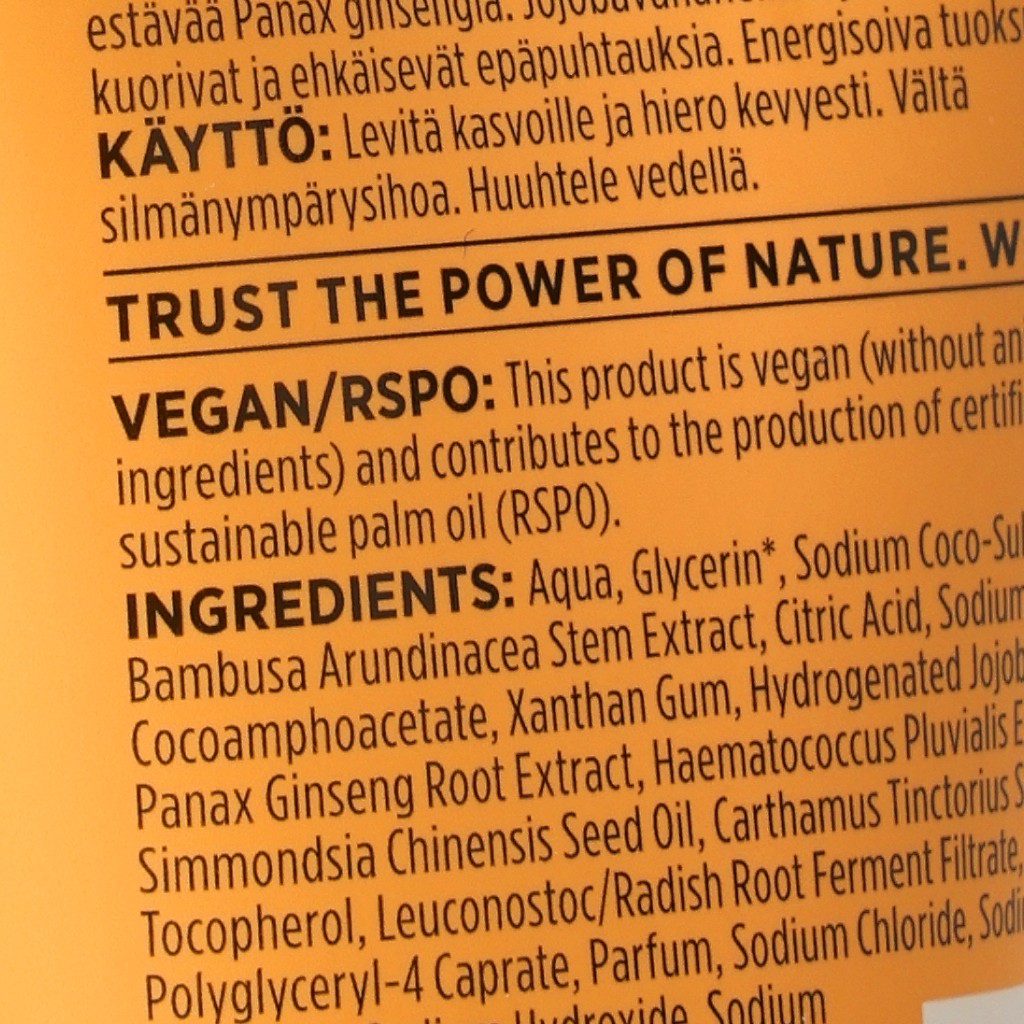 estävää Panax ginsengiä.
kuorivat ja ehkäisevät epäpuhtauksia. Energisoiva tuoks
KÄYTTÖ: Levitä kasvoille ja hiero kevyesti. Vältä
silmänympärysihoa. Huuhtele vedellä.
TRUST THE POWER OF NATURE. W
VEGAN/RSPO: This product is vegan (without an
ingredients) and contributes to the production of certifi
sustainable palm oil (RSPO).
INGREDIENTS: Aqua, Glycerin*, Sodium Coco-Sul
Bambusa Arundinacea Stem Extract, Citric Acid, Sodium
Cocoamphoacetate, Xanthan Gum, Hydrogenated Jojob
Panax Ginseng Root Extract, Haematococcus Pluvialis E
Simmondsia Chinensis Seed Oil, Carthamus Tinctorius S
Tocopherol, Leuconostoc/Radish Root Ferment Filtrate,
Polyglyceryl-4 Caprate, Parfum, Sodium Chloride, Sodi
Hydroxide, Sodium